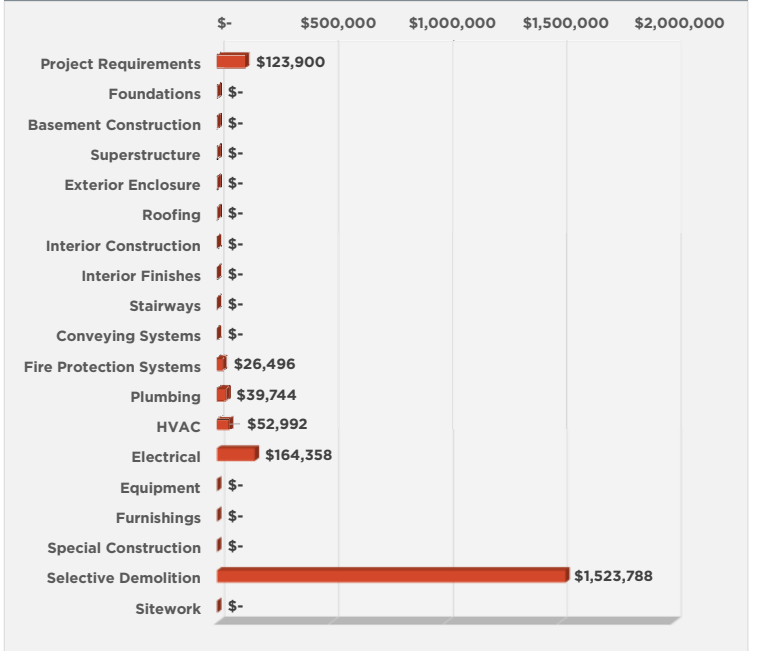 $- $500,000 $1,000,000 $1,500,000 $2,000,000
Project Requirements $123,900
Foundations $-
Basement Construction $-
Superstructure $-
Exterior Enclosure $-
Roofing $-
Interior Construction $-
Interior Finishes $-
Stairways $-
Conveying Systems $-
Fire Protection Systems $26,496
Plumbing $39,744
HVAC $52,992
Electrical $164,358
Equipment $-
Furnishings $-
Special Construction $-
Selective Demolition $1,523,788
Sitework $-